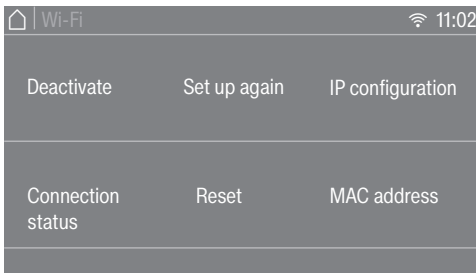 Wi-Fi 11:02
Deactivate Set up again IP configuration
Connection status Reset MAC address